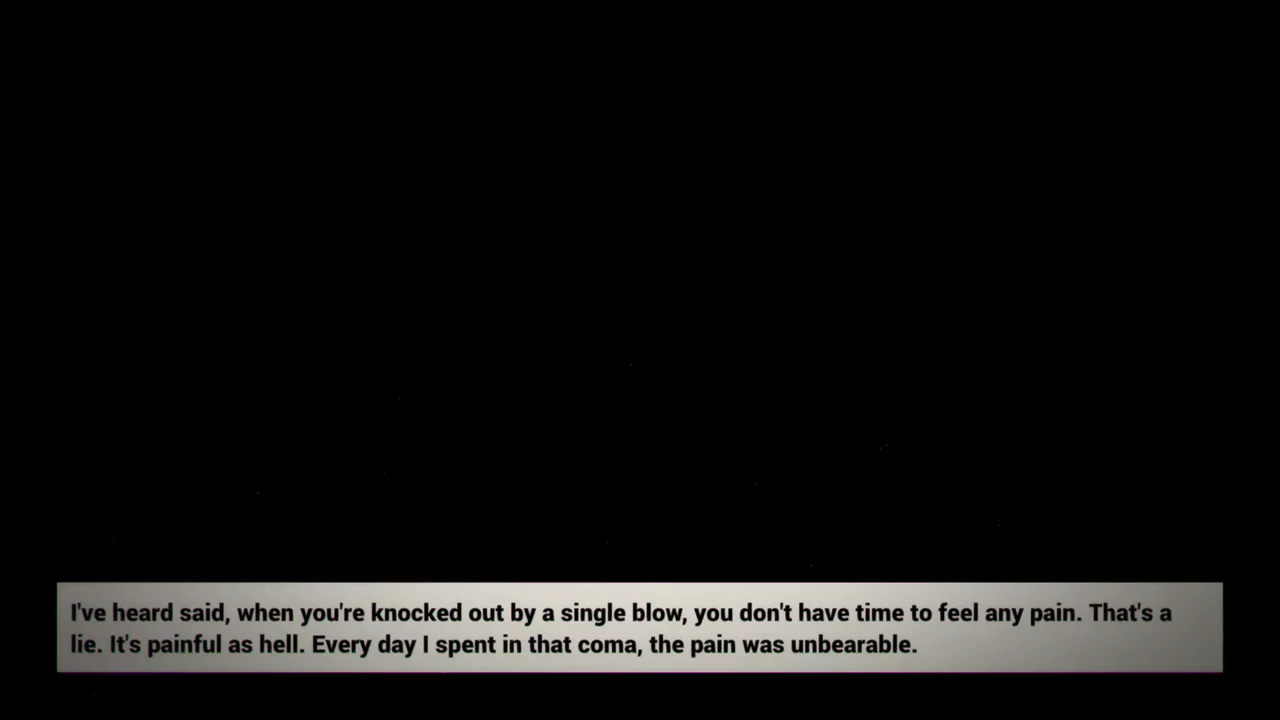 I've heard said, when you're knocked out by a single blow, you don't have time to feel any pain. That's a
lie. It's painful as hell. Every day I spent in that coma, the pain was unbearable.